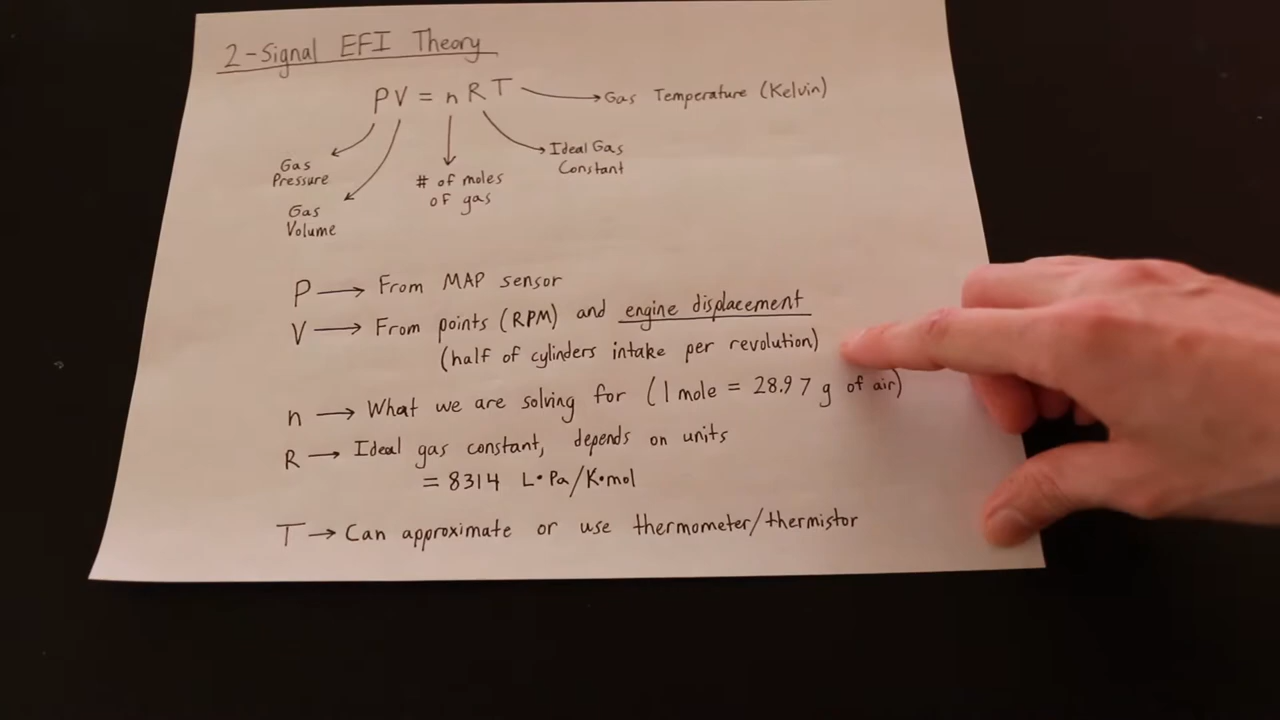 2-Signal EFI Theory
PV = nRT
Gas Temperature (Kelvin)
Ideal Gas
Constant
Gas
Pressure
# of moles
of gas
Gas
Volume
P → From MAP sensor
V → From points (RPM) and engine displacement
(half of cylinders intake per revolution)
n → What we are solving for (1 mole = 28.97 g of air)
R → Ideal gas constant, depends on units
= 8314 L·Pa/K·mol
T → Can approximate or use thermometer/thermistor